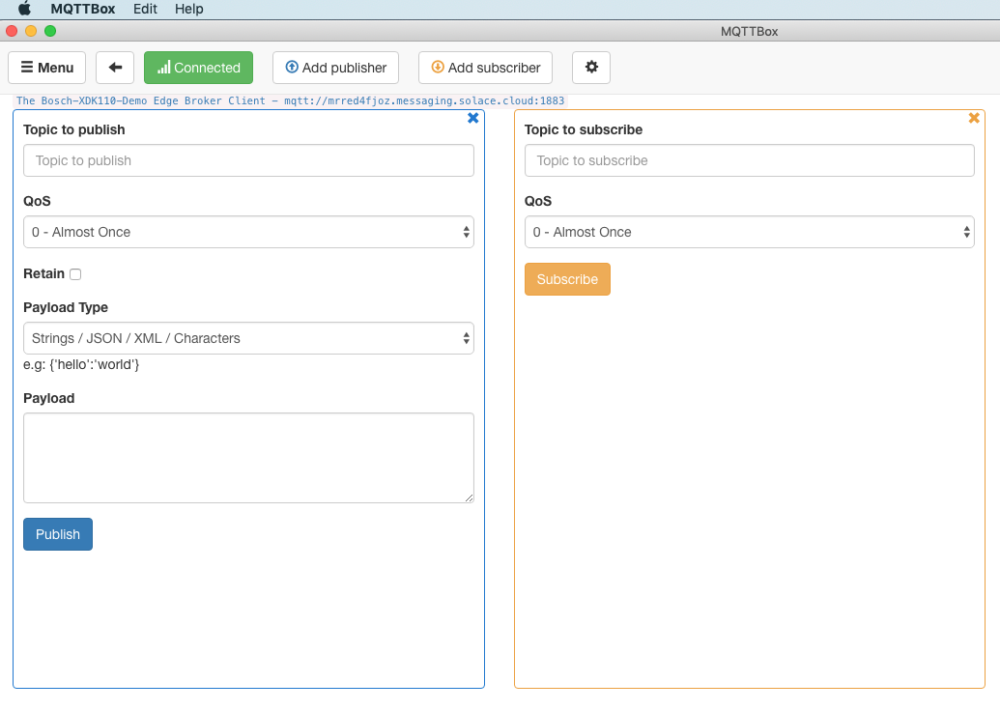 MQTTBox Edit Help
MQTTBox
Menu Connected Add publisher Add subscriber
The Bosch-XDK110-Demo Edge Broker Client - mqtt://mrred4fjoz.messaging.solace.cloud:1883
Topic to publish
Topic to publish
QoS
0 - Almost Once
Retain
Payload Type
Strings / JSON / XML / Characters
e.g: {'hello':'world'}
Payload
Publish
Topic to subscribe
Topic to subscribe
QoS
0 - Almost Once
Subscribe